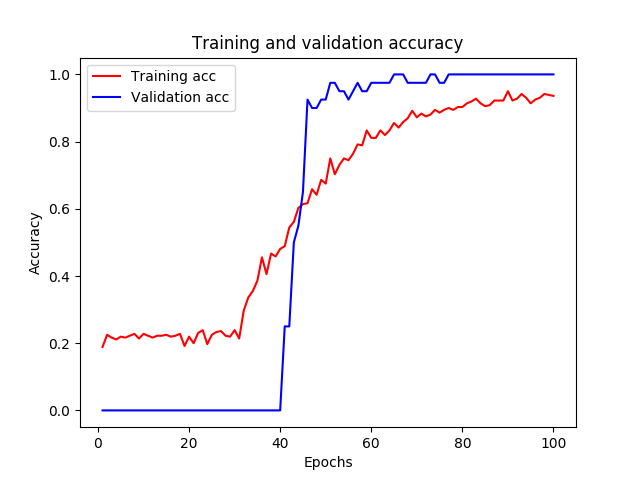 Training and validation accuracy
Training acc
Validation acc
Accuracy
1.0
0.8
0.6
0.4
0.2
0.0
0 20 40 60 80 100
Epochs